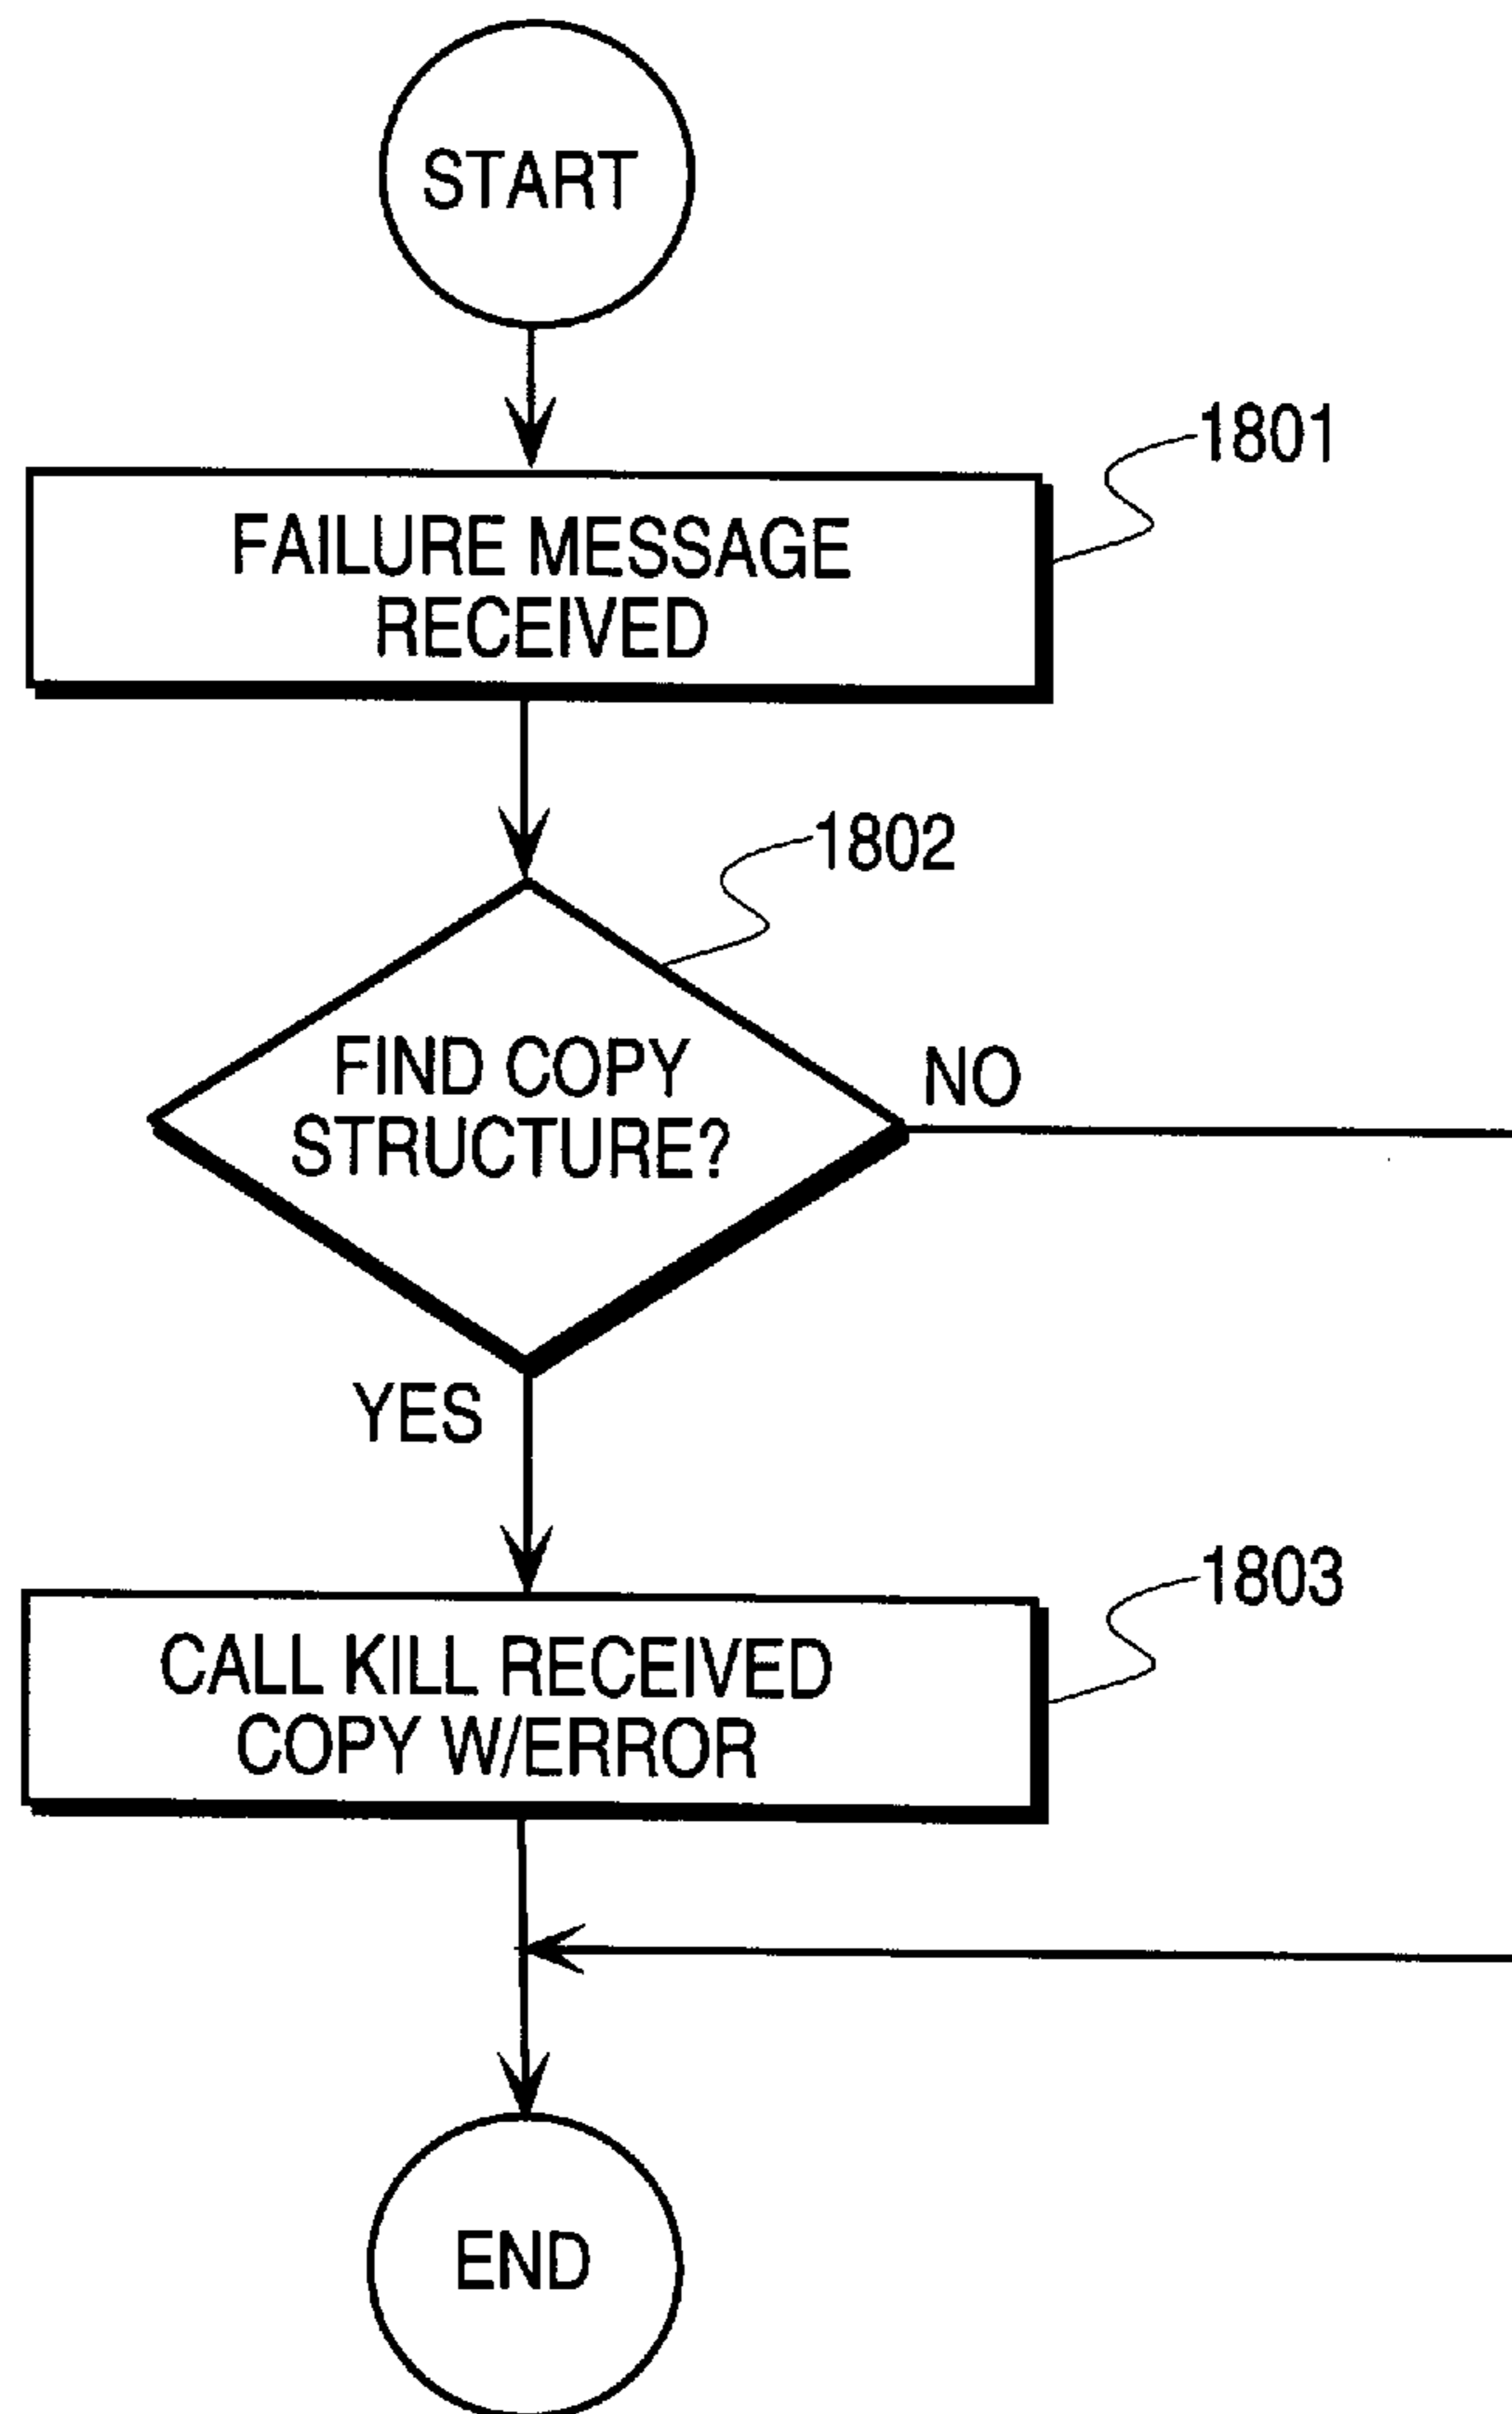 START
1801
FAILURE MESSAGE
RECEIVED
1802
FIND COPY
STRUCTURE?
NO
YES
1803
CALL KILL RECEIVED
COPY W/ERROR
END